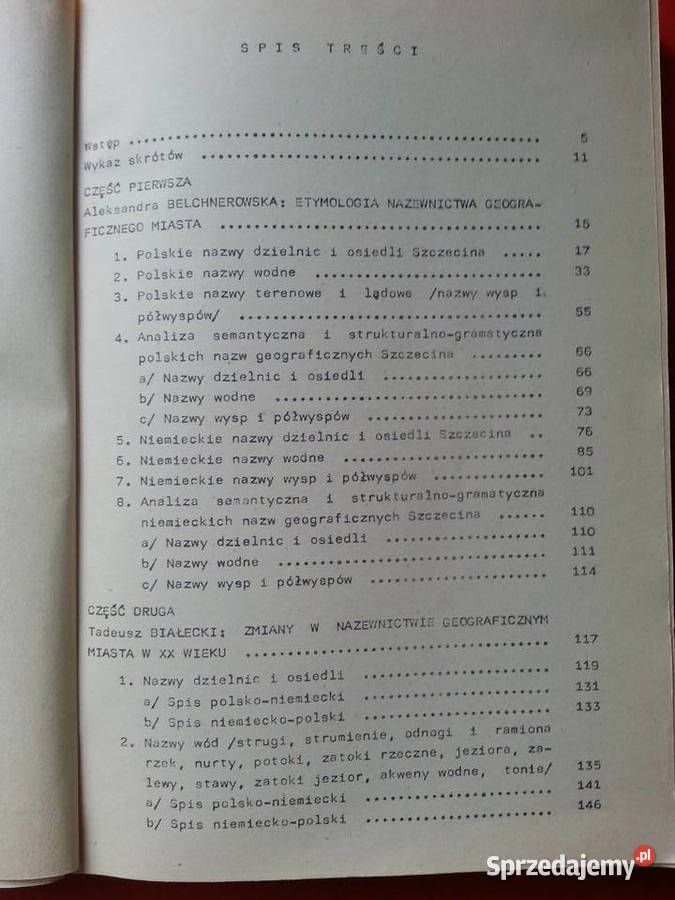 SPIS TREŚCI
Wstęp .................................................... 5
Wykaz skrótów .......................................... 11
CZĘŚĆ PIERWSZA
Aleksandra BELCHNEROWSKA: ETYMOLOGIA NAZEWNICTWA GEOGRA-
FICZNEGO MIASTA ........................................ 15
1. Polskie nazwy dzielnic i osiedli Szczecina ..... 17
2. Polskie nazwy wodne ............................. 33
3. Polskie nazwy terenowe i lądowe /nazwy wysp i
półwyspów/ ..................................... 55
4. Analiza semantyczna i strukturalno-gramatyczna
polskich nazw geograficznych Szczecina ......... 66
a/ Nazwy dzielnic i osiedli .................... 66
b/ Nazwy wodne ................................. 69
c/ Nazwy wysp i półwyspów ...................... 73
5. Niemieckie nazwy dzielnic i osiedli Szczecina .. 76
6. Niemieckie nazwy wodne ......................... 85
7. Niemieckie nazwy wysp i półwyspów .............. 101
8. Analiza semantyczna i strukturalno-gramatyczna
niemieckich nazw geograficznych Szczecina ...... 110
a/ Nazwy dzielnic i osiedli .................... 110
b/ Nazwy wodne ................................. 111
c/ Nazwy wysp i półwyspów ...................... 114
CZĘŚĆ DRUGA
Tadeusz BIAŁECKI: ZMIANY W NAZEWNICTWIE GEOGRAFICZNYM
MIASTA W XX WIEKU ...................................... 117
1. Nazwy dzielnic i osiedli ....................... 119
a/ Spis polsko-niemiecki ....................... 131
b/ Spis niemiecko-polski ....................... 133
2. Nazwy wód /strugi, strumienie, odnogi i ramiona
rzek, nurty, potoki, zatoki rzeczne, jeziora, za-
lewy, stawy, zatoki jezior, akweny wodne, tonie/ 135
a/ Spis polsko-niemiecki ....................... 141
b/ Spis niemiecko-polski ....................... 146
Sprzedajemy.pl